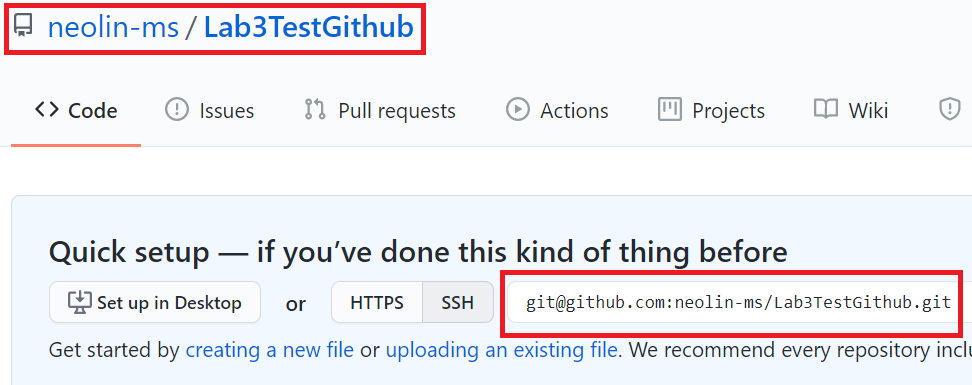 neolin-ms / Lab3TestGithub
Code Issues Pull requests Actions Projects Wiki
Quick setup — if you’ve done this kind of thing before
Set up in Desktop or HTTPS SSH git@github.com:neolin-ms/Lab3TestGithub.git
Get started by creating a new file or uploading an existing file. We recommend every repository